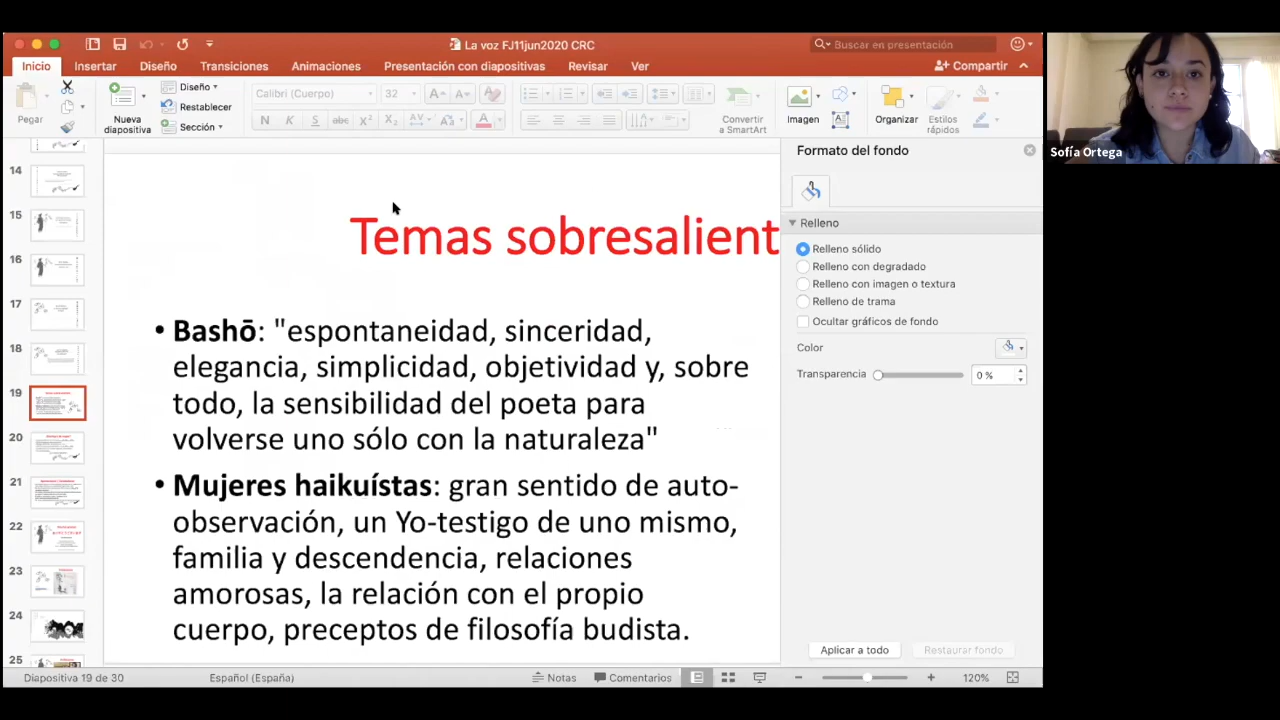 La voz FJ11jun2020 CRC
Buscar en presentación
Inicio
Insertar
Diseño
Transiciones
Animaciones
Presentación con diapositivas
Revisar
Ver
Compartir
Pegar
Nueva
diapositiva
Diseño
Restablecer
Sección
Calibri (Cuerpo)
32
Convertir
a SmartArt
Imagen
Organizar
Estilos
rápidos
14
15
16
17
18
19
20
21
22
23
24
25
Temas sobresalient
• Bashō: "espontaneidad, sinceridad,
elegancia, simplicidad, objetividad y, sobre
todo, la sensibilidad del poeta para
volverse uno sólo con la naturaleza"
• Mujeres haikuístas: gran sentido de auto-
observación, un Yo-testigo de uno mismo,
familia y descendencia, relaciones
amorosas, la relación con el propio
cuerpo, preceptos de filosofía budista.
Formato del fondo
Relleno
Relleno sólido
Relleno con degradado
Relleno con imagen o textura
Relleno de trama
Ocultar gráficos de fondo
Color
Transparencia
0 %
Aplicar a todo
Restaurar fondo
Diapositiva 19 de 30
Español (España)
Notas
Comentarios
120%
Sofía Ortega